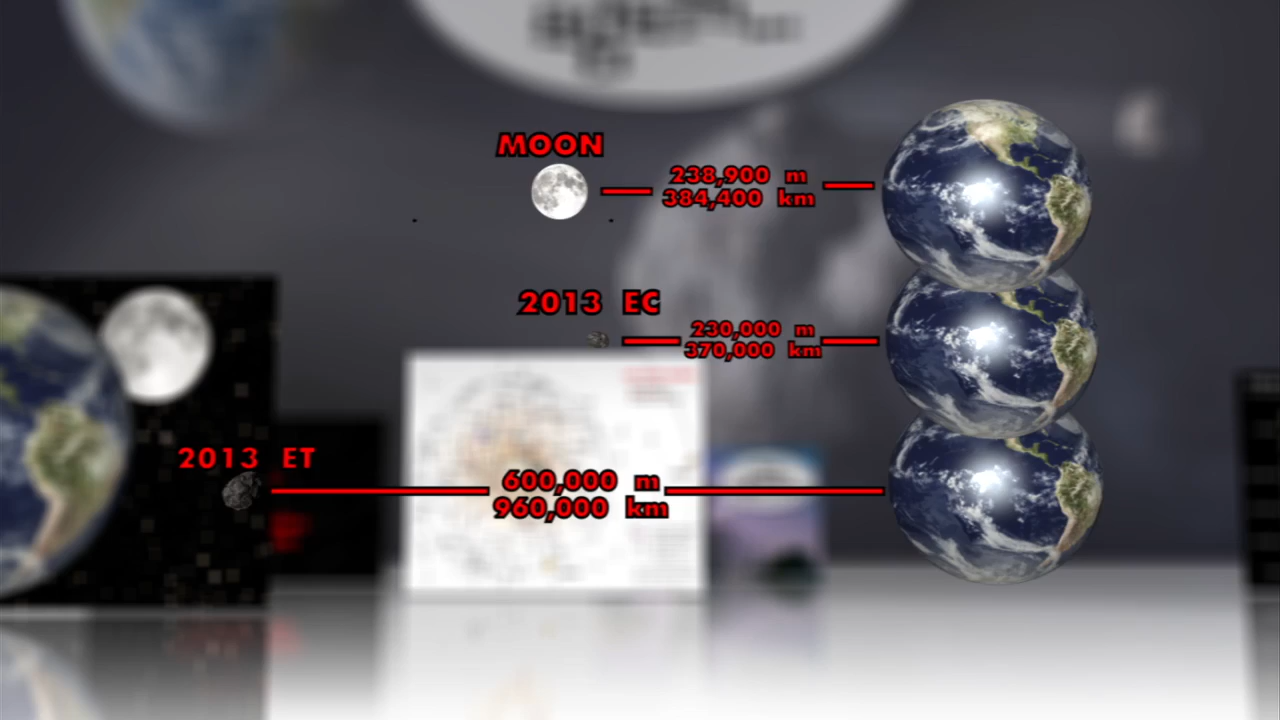 MOON
238,900 m
384,400 km
2013 EC
230,000 m
370,000 km
2013 ET
600,000 m
960,000 km